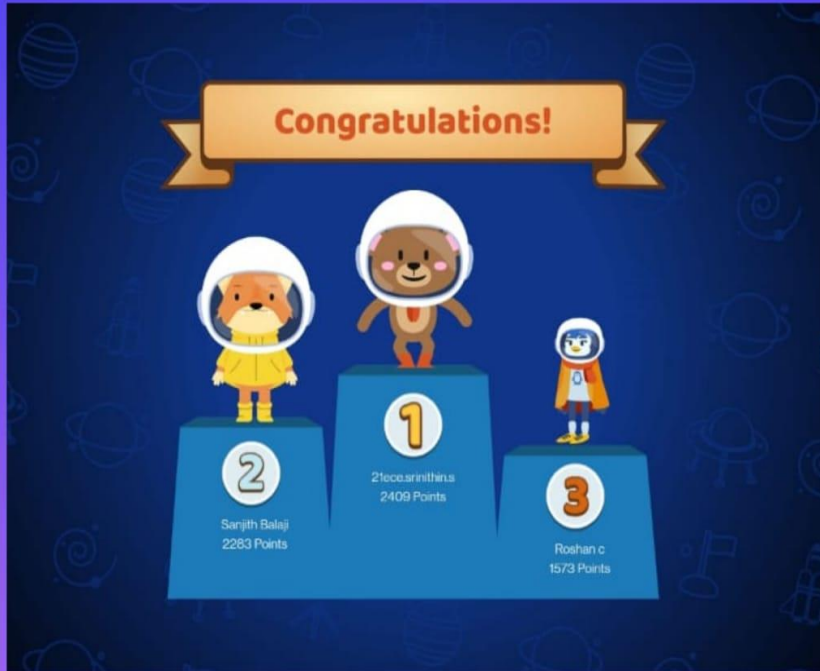 Congratulations!
1
21ece.srinithin.s
2409 Points
2
Sanjith Balaji
2283 Points
3
Roshan c
1573 Points